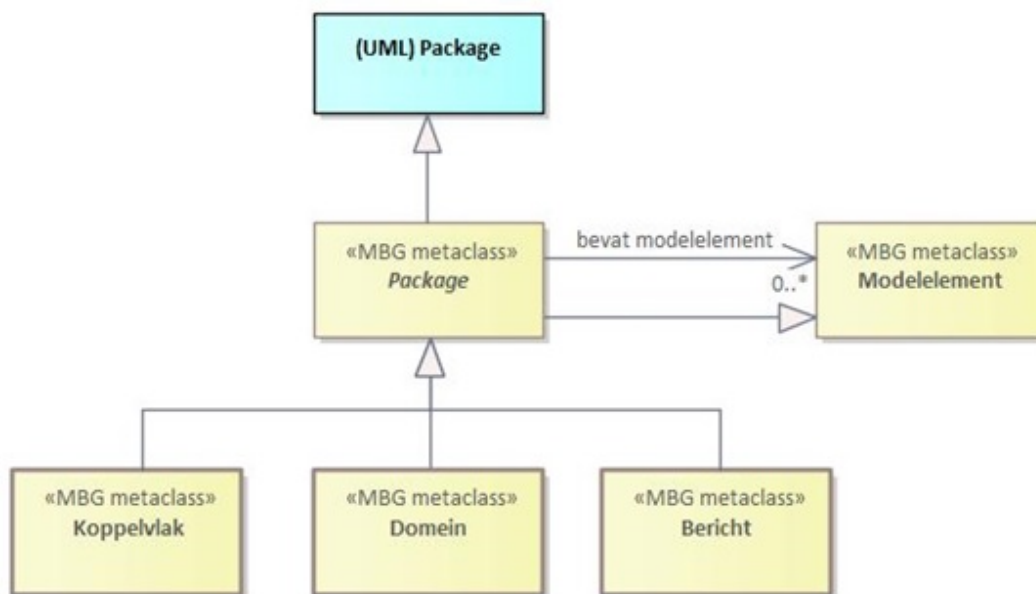 (UML) Package
«MBG metaclass»
Package
bevat modelelement
0..*
«MBG metaclass»
Modelelement
«MBG metaclass»
Koppelvlak
«MBG metaclass»
Domein
«MBG metaclass»
Bericht